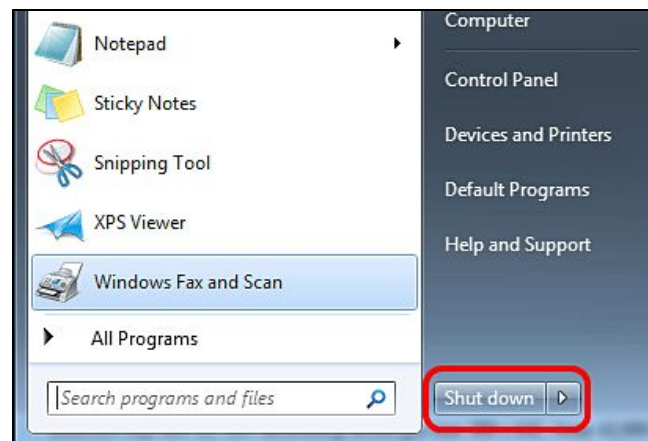 Notepad
Sticky Notes
Snipping Tool
XPS Viewer
Windows Fax and Scan
All Programs
Search programs and files
Computer
Control Panel
Devices and Printers
Default Programs
Help and Support
Shut down